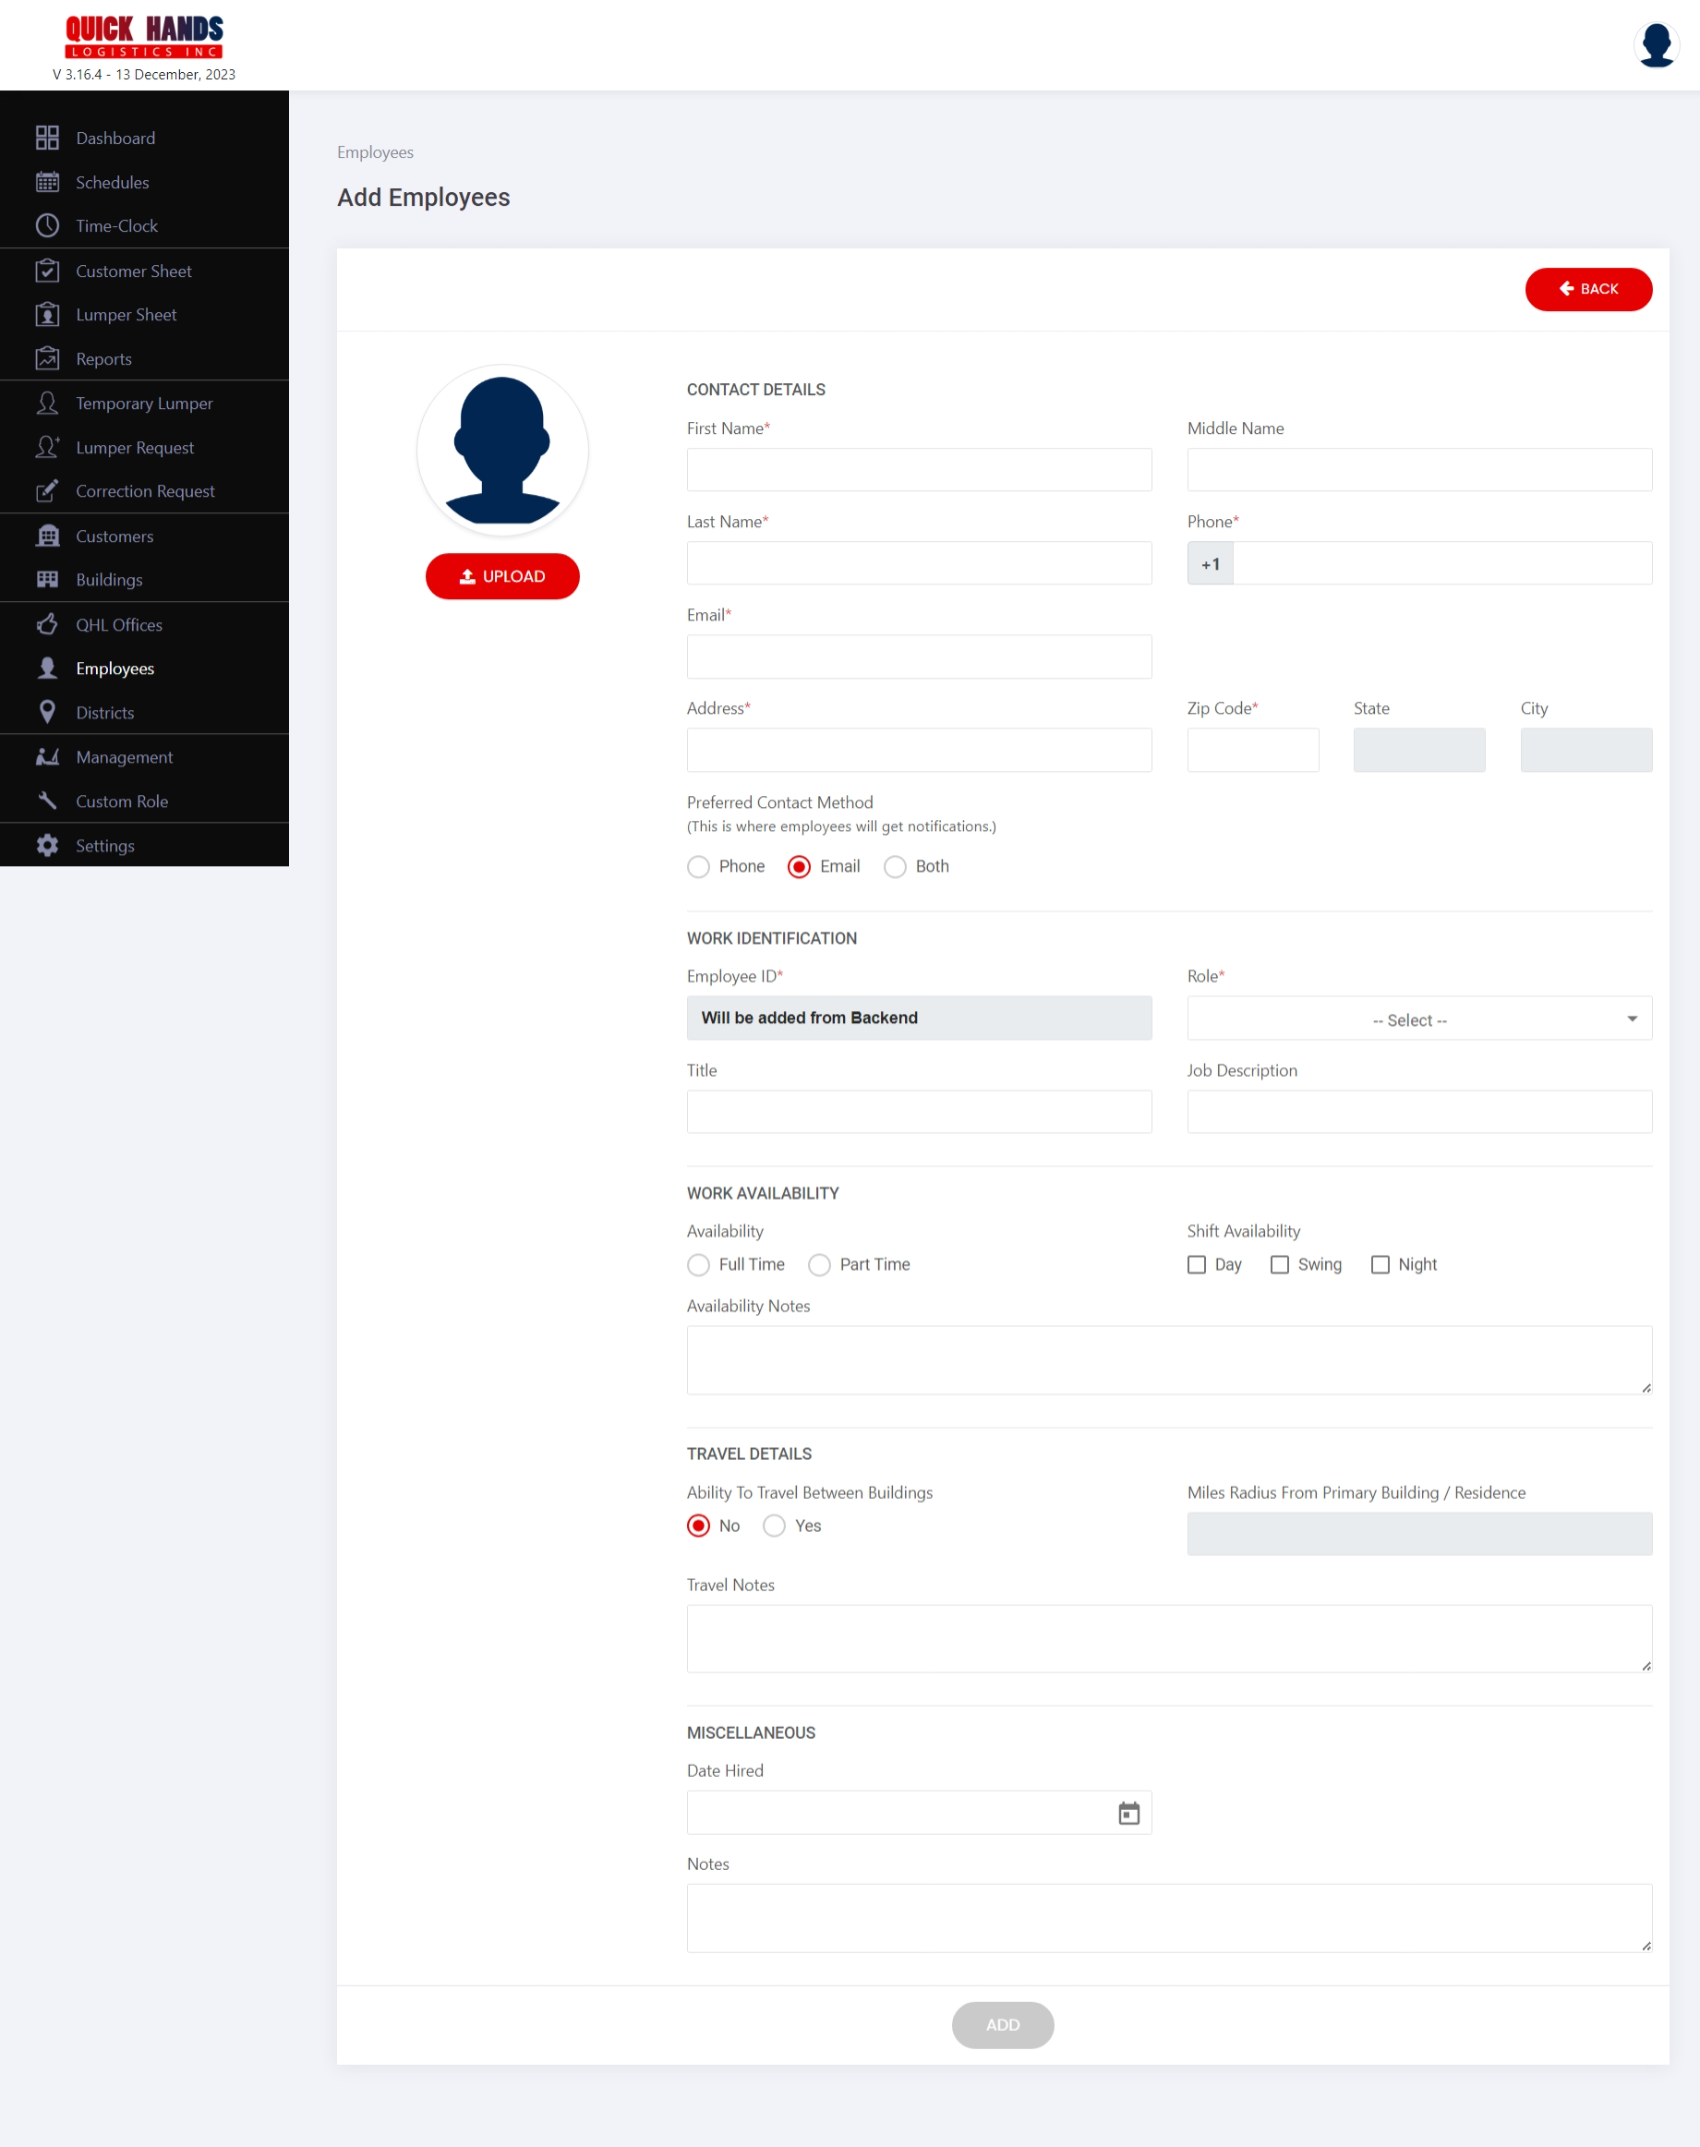 QUICK HANDS
LOGISTICS INC
V 3.16.4 - 13 December, 2023
Dashboard
Schedules
Time-Clock
Customer Sheet
Lumper Sheet
Reports
Temporary Lumper
Lumper Request
Correction Request
Customers
Buildings
QHL Offices
Employees
Districts
Management
Custom Role
Settings
Employees
Add Employees
BACK
UPLOAD
CONTACT DETAILS
First Name* Middle Name
Last Name* Phone*
+1
Email*
Address* Zip Code* State City
Preferred Contact Method
(This is where employees will get notifications.)
Phone Email Both
WORK IDENTIFICATION
Employee ID* Role*
Will be added from Backend -- Select --
Title Job Description
WORK AVAILABILITY
Availability Shift Availability
Full Time Part Time Day Swing Night
Availability Notes
TRAVEL DETAILS
Ability To Travel Between Buildings Miles Radius From Primary Building / Residence
No Yes
Travel Notes
MISCELLANEOUS
Date Hired
Notes
ADD